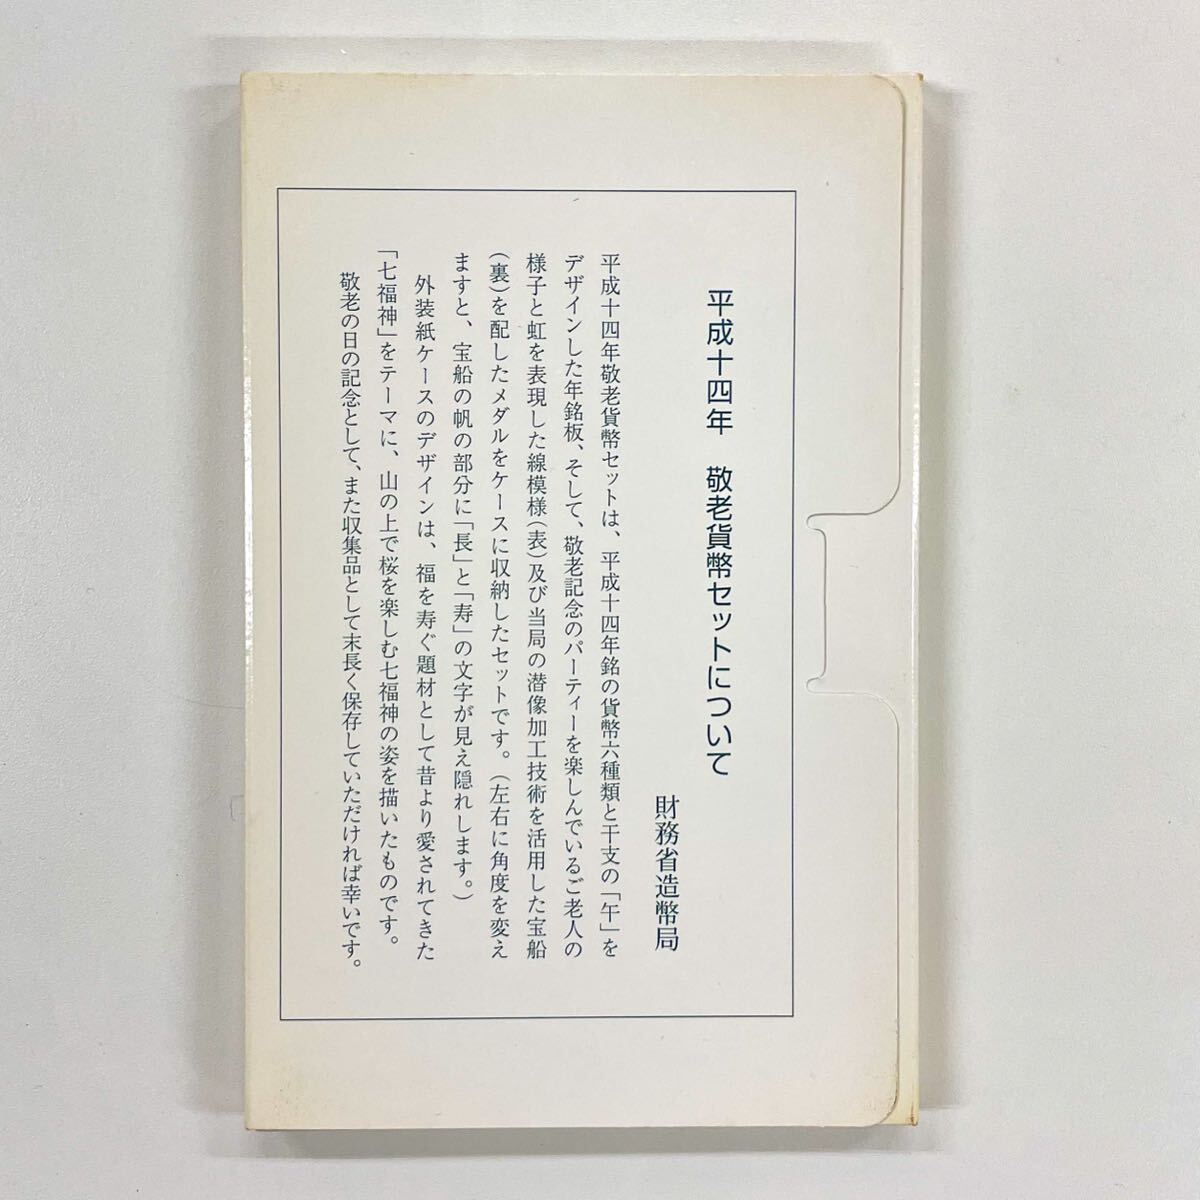 平成十四年　敬老貨幣セットについて
財務省造幣局
平成十四年敬老貨幣セットは、平成十四年銘の貨幣六種類と干支の「午」を
デザインした年銘板、そして、敬老記念のパーティーを楽しんでいるご老人の
様子と虹を表現した線模様（表）及び当局の潜像加工技術を活用した宝船
（裏）を配したメダルをケースに収納したセットです。（左右に角度を変え
ますと、宝船の帆の部分に「長」と「寿」の文字が見え隠れします。）
外装紙ケースのデザインは、福を寿ぐ題材として昔より愛されてきた
「七福神」をテーマに、山の上で桜を楽しむ七福神の姿を描いたものです。
敬老の日の記念として、また収集品として末長く保存していただければ幸いです。